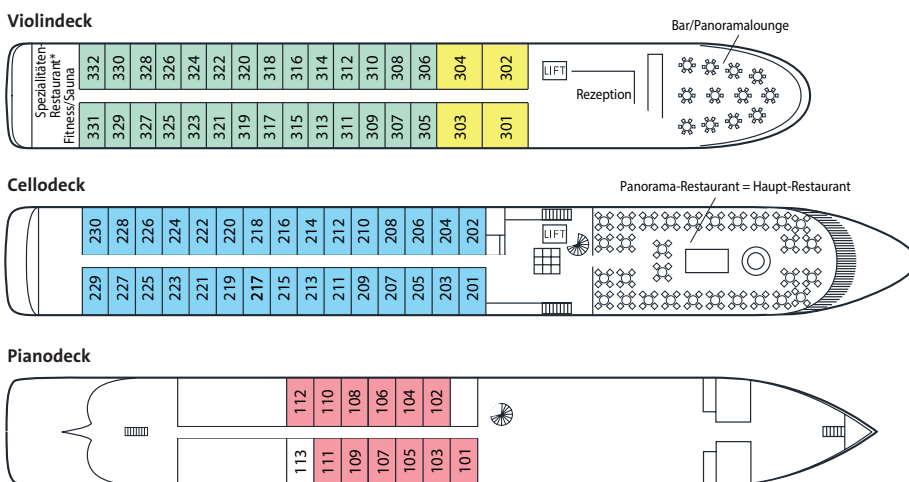 Violindeck
Bar/Panoramalounge
Spezialitäten-
Restaurant*
Fitness/Sauna
332 330 328 326 324 322 320 318 316 314 312 310 308 306 304 302
LIFT
Rezeption
331 329 327 325 323 321 319 317 315 313 311 309 307 305 303 301
Cellodeck
Panorama-Restaurant = Haupt-Restaurant
230 228 226 224 222 220 218 216 214 212 210 208 206 204 202
LIFT
229 227 225 223 221 219 217 215 213 211 209 207 205 203 201
Pianodeck
112 110 108 106 104 102
113 111 109 107 105 103 101